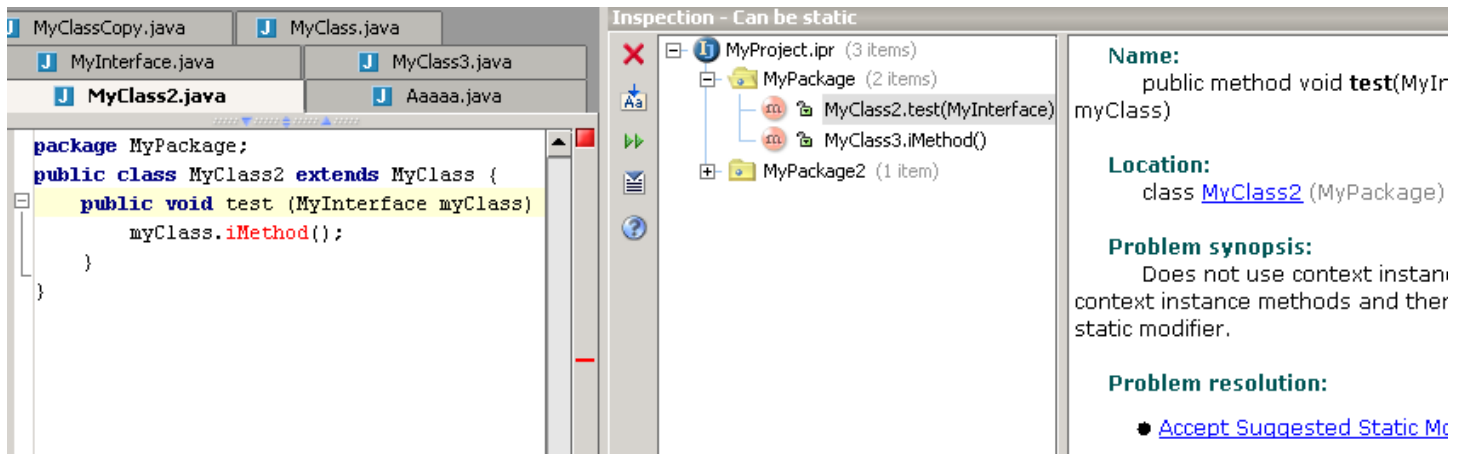 MyClassCopy.java
MyClass.java
MyInterface.java
MyClass3.java
MyClass2.java
Aaaaa.java
package MyPackage;
public class MyClass2 extends MyClass {
public void test (MyInterface myClass)
myClass.iMethod();
}
}
Inspection - Can be static
MyProject.ipr (3 items)
MyPackage (2 items)
MyClass2.test(MyInterface)
MyClass3.iMethod()
MyPackage2 (1 item)
Name:
public method void test(MyIn
myClass)
Location:
class MyClass2 (MyPackage)
Problem synopsis:
Does not use context instan
context instance methods and ther
static modifier.
Problem resolution:
Accept Suggested Static Mo